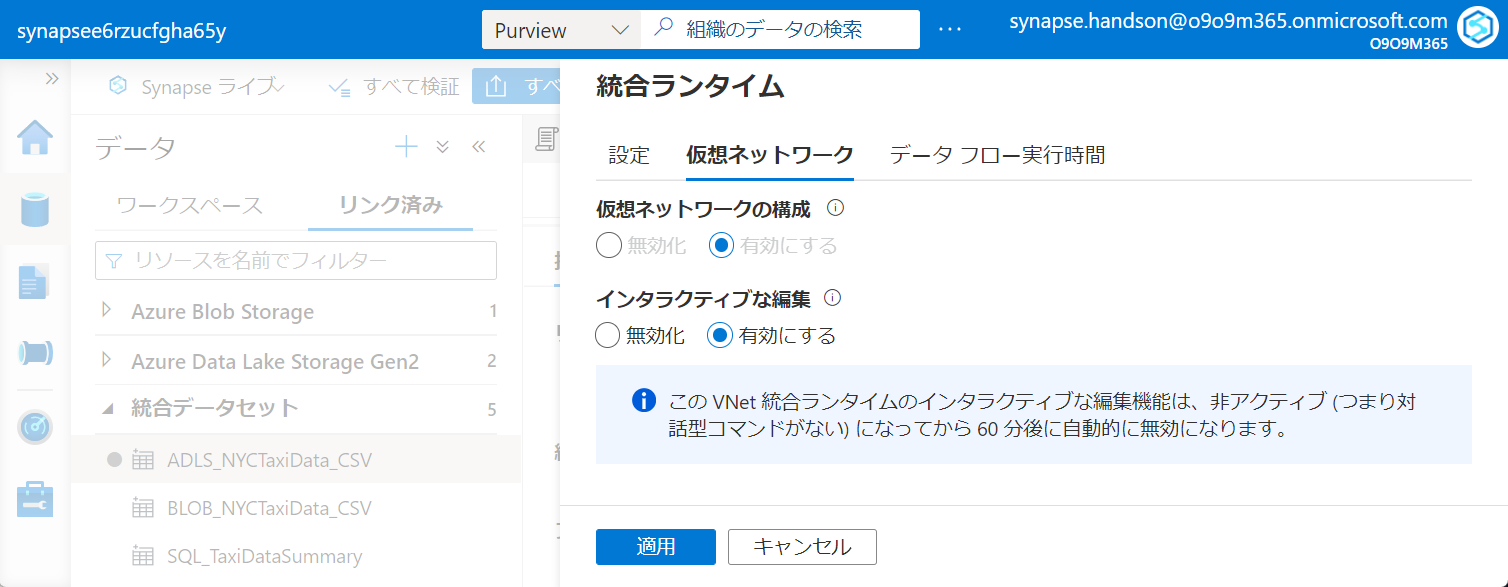 synapsee6rzucfgha65y
Purview
組織のデータの検索
synapse.handson@o9o9m365.onmicrosoft.com
O9O9M365
Synapse ライブ
すべて検証
すべ
データ
ワークスペース
リンク済み
リソースを名前でフィルター
Azure Blob Storage 1
Azure Data Lake Storage Gen2 2
統合データセット 5
ADLS_NYCTaxiData_CSV
BLOB_NYCTaxiData_CSV
SQL_TaxiDataSummary
統合ランタイム
設定
仮想ネットワーク
データ フロー実行時間
仮想ネットワークの構成
無効化 有効にする
インタラクティブな編集
無効化 有効にする
この VNet 統合ランタイムのインタラクティブな編集機能は、非アクティブ (つまり対
話型コマンドがない) になってから 60 分後に自動的に無効になります。
適用
キャンセル